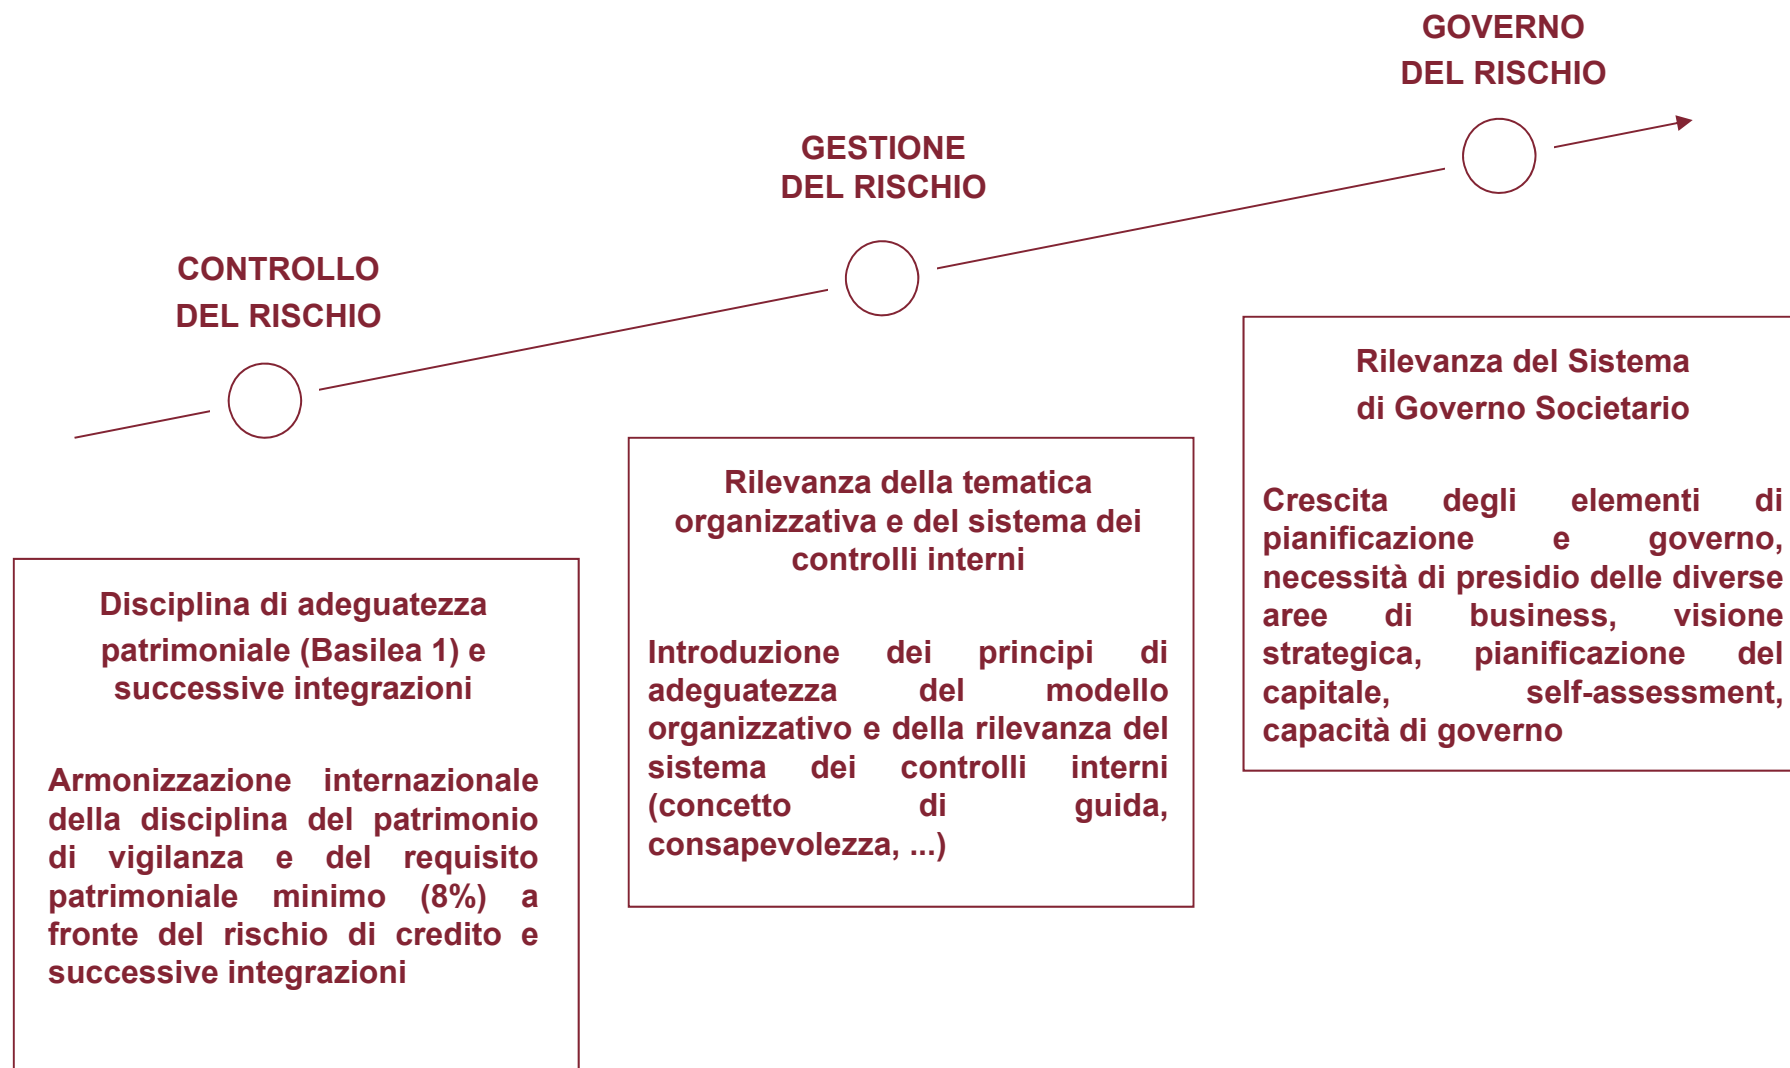 GOVERNO
DEL RISCHIO
GESTIONE
DEL RISCHIO
CONTROLLO
DEL RISCHIO
Disciplina di adeguatezza
patrimoniale (Basilea 1) e
successive integrazioni
Armonizzazione internazionale
della disciplina del patrimonio
di vigilanza e del requisito
patrimoniale minimo (8%) a
fronte del rischio di credito e
successive integrazioni
Rilevanza della tematica
organizzativa e del sistema dei
controlli interni
Introduzione dei principi di
adeguatezza del modello
organizzativo e della rilevanza del
sistema dei controlli interni
(concetto di guida,
consapevolezza, ...)
Rilevanza del Sistema
di Governo Societario
Crescita degli elementi di
pianificazione e governo,
necessità di presidio delle diverse
aree di business, visione
strategica, pianificazione del
capitale, self-assessment,
capacità di governo